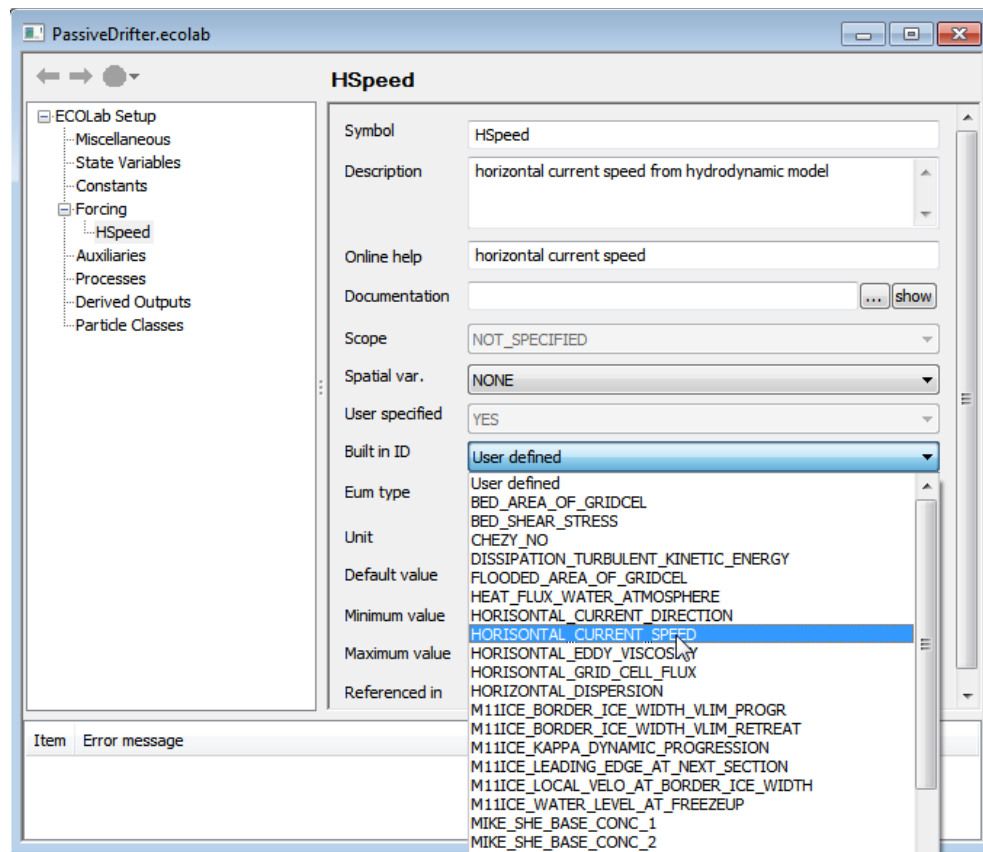 PassiveDrifter.ecolab
HSpeed
ECOLab Setup
Miscellaneous
State Variables
Constants
Forcing
HSpeed
Auxiliaries
Processes
Derived Outputs
Particle Classes
Symbol HSpeed
Description horizontal current speed from hydrodynamic model
Online help horizontal current speed
Documentation ... show
Scope NOT_SPECIFIED
Spatial var. NONE
User specified YES
Built in ID User defined
Eum type
Unit
Default value
Minimum value
Maximum value
Referenced in
User defined
BED_AREA_OF_GRIDCEL
BED_SHEAR_STRESS
CHEZY_NO
DISSIPATION_TURBULENT_KINETIC_ENERGY
FLOODED_AREA_OF_GRIDCEL
HEAT_FLUX_WATER_ATMOSPHERE
HORISONTAL_CURRENT_DIRECTION
HORISONTAL_CURRENT_SPEED
HORISONTAL_EDDY_VISCOSITY
HORISONTAL_GRID_CELL_FLUX
HORIZONTAL_DISPERSION
M11ICE_BORDER_ICE_WIDTH_VLIM_PROGR
M11ICE_BORDER_ICE_WIDTH_VLIM_RETREAT
M11ICE_KAPPA_DYNAMIC_PROGRESSION
M11ICE_LEADING_EDGE_AT_NEXT_SECTION
M11ICE_LOCAL_VELO_AT_BORDER_ICE_WIDTH
M11ICE_WATER_LEVEL_AT_FREEZEUP
MIKE_SHE_BASE_CONC_1
MIKE_SHE_BASE_CONC_2
Item Error message